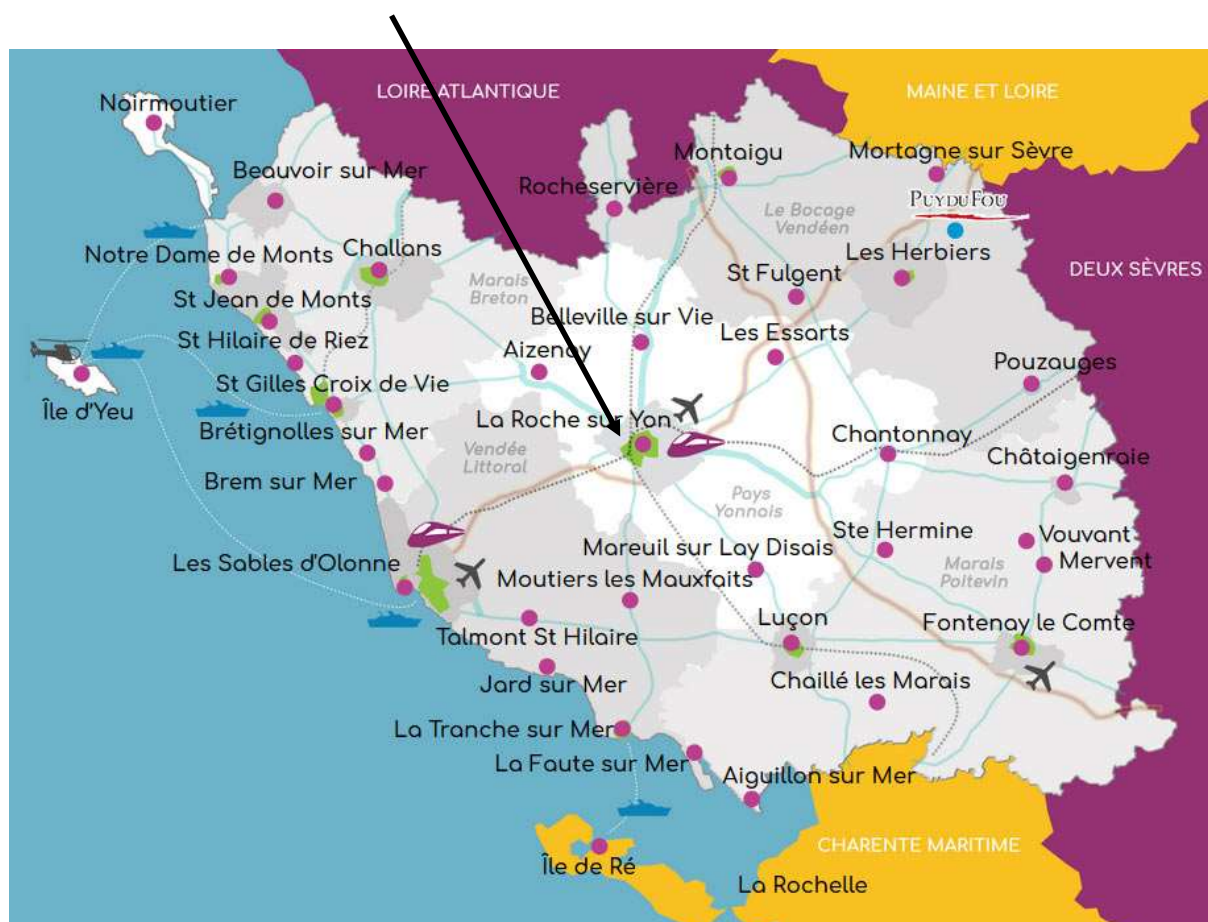 LOIRE ATLANTIQUE
MAINE ET LOIRE
Noirmoutier
Montaigu
Mortagne sur Sèvre
Beauvoir sur Mer
Rocheservière
PUY DU FOU
Le Bocage
Vendéen
Notre Dame de Monts
Challans
Les Herbiers
DEUX SÈVRES
St Fulgent
Marais
Breton
St Jean de Monts
Belleville sur Vie
Les Essarts
St Hilaire de Riez
Aizenay
Pouzauges
St Gilles Croix de Vie
Île d'Yeu
La Roche sur Yon
Brétignolles sur Mer
Chantonnay
Vendée
Littoral
Châtaigenraie
Brem sur Mer
Pays
Yonnais
Ste Hermine
Vouvant
Mareuil sur Lay Disais
Mervent
Les Sables d'Olonne
Marais
Poitevin
Moutiers les Mauxfaits
Luçon
Fontenay le Comte
Talmont St Hilaire
Jard sur Mer
Chaillé les Marais
La Tranche sur Mer
La Faute sur Mer
Aiguillon sur Mer
CHARENTE MARITIME
Île de Ré
La Rochelle